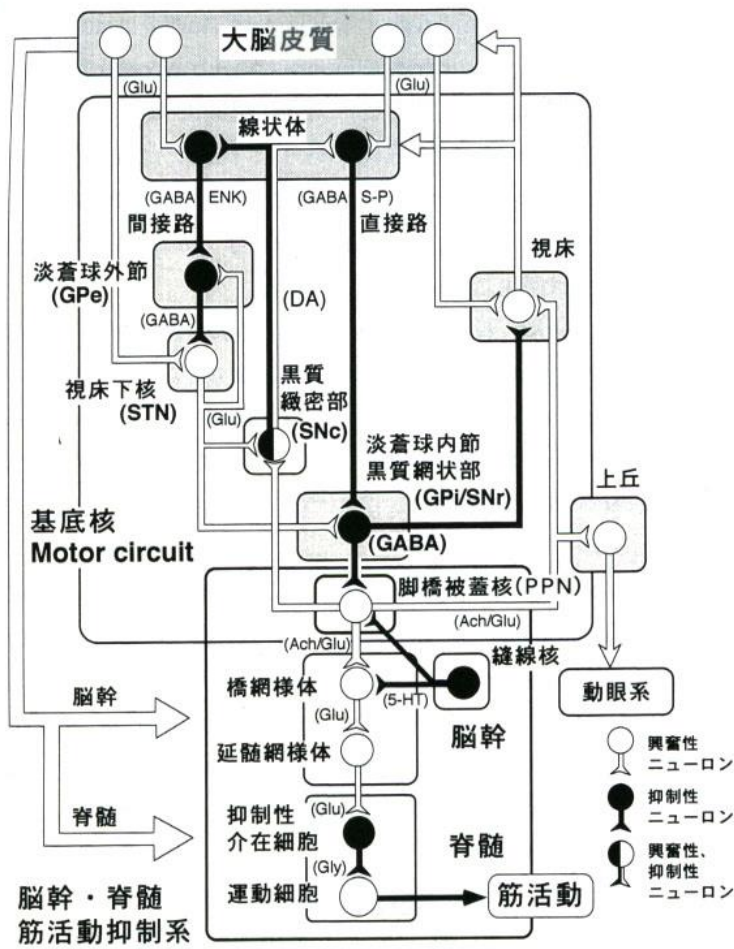 大脳皮質
(Glu)
(Glu)
線状体
(GABA ENK)
(GABA S-P)
間接路
直接路
視床
淡蒼球外節
(GPe)
(DA)
(GABA)
黒質
緻密部
(SNc)
視床下核
(STN)
(Glu)
淡蒼球内節
黒質網状部
(GPi/SNr)
上丘
基底核
Motor circuit
(GABA)
脚橋被蓋核(PPN)
(Ach/Glu)
(Ach/Glu)
縫線核
橋網様体
(5-HT)
動眼系
脳幹
(Glu)
脳幹
延髄網様体
興奮性
ニューロン
(Glu)
抑制性
介在細胞
抑制性
ニューロン
脊髄
脊髄
(Gly)
運動細胞
筋活動
興奮性、
抑制性
ニューロン
脳幹・脊髄
筋活動抑制系